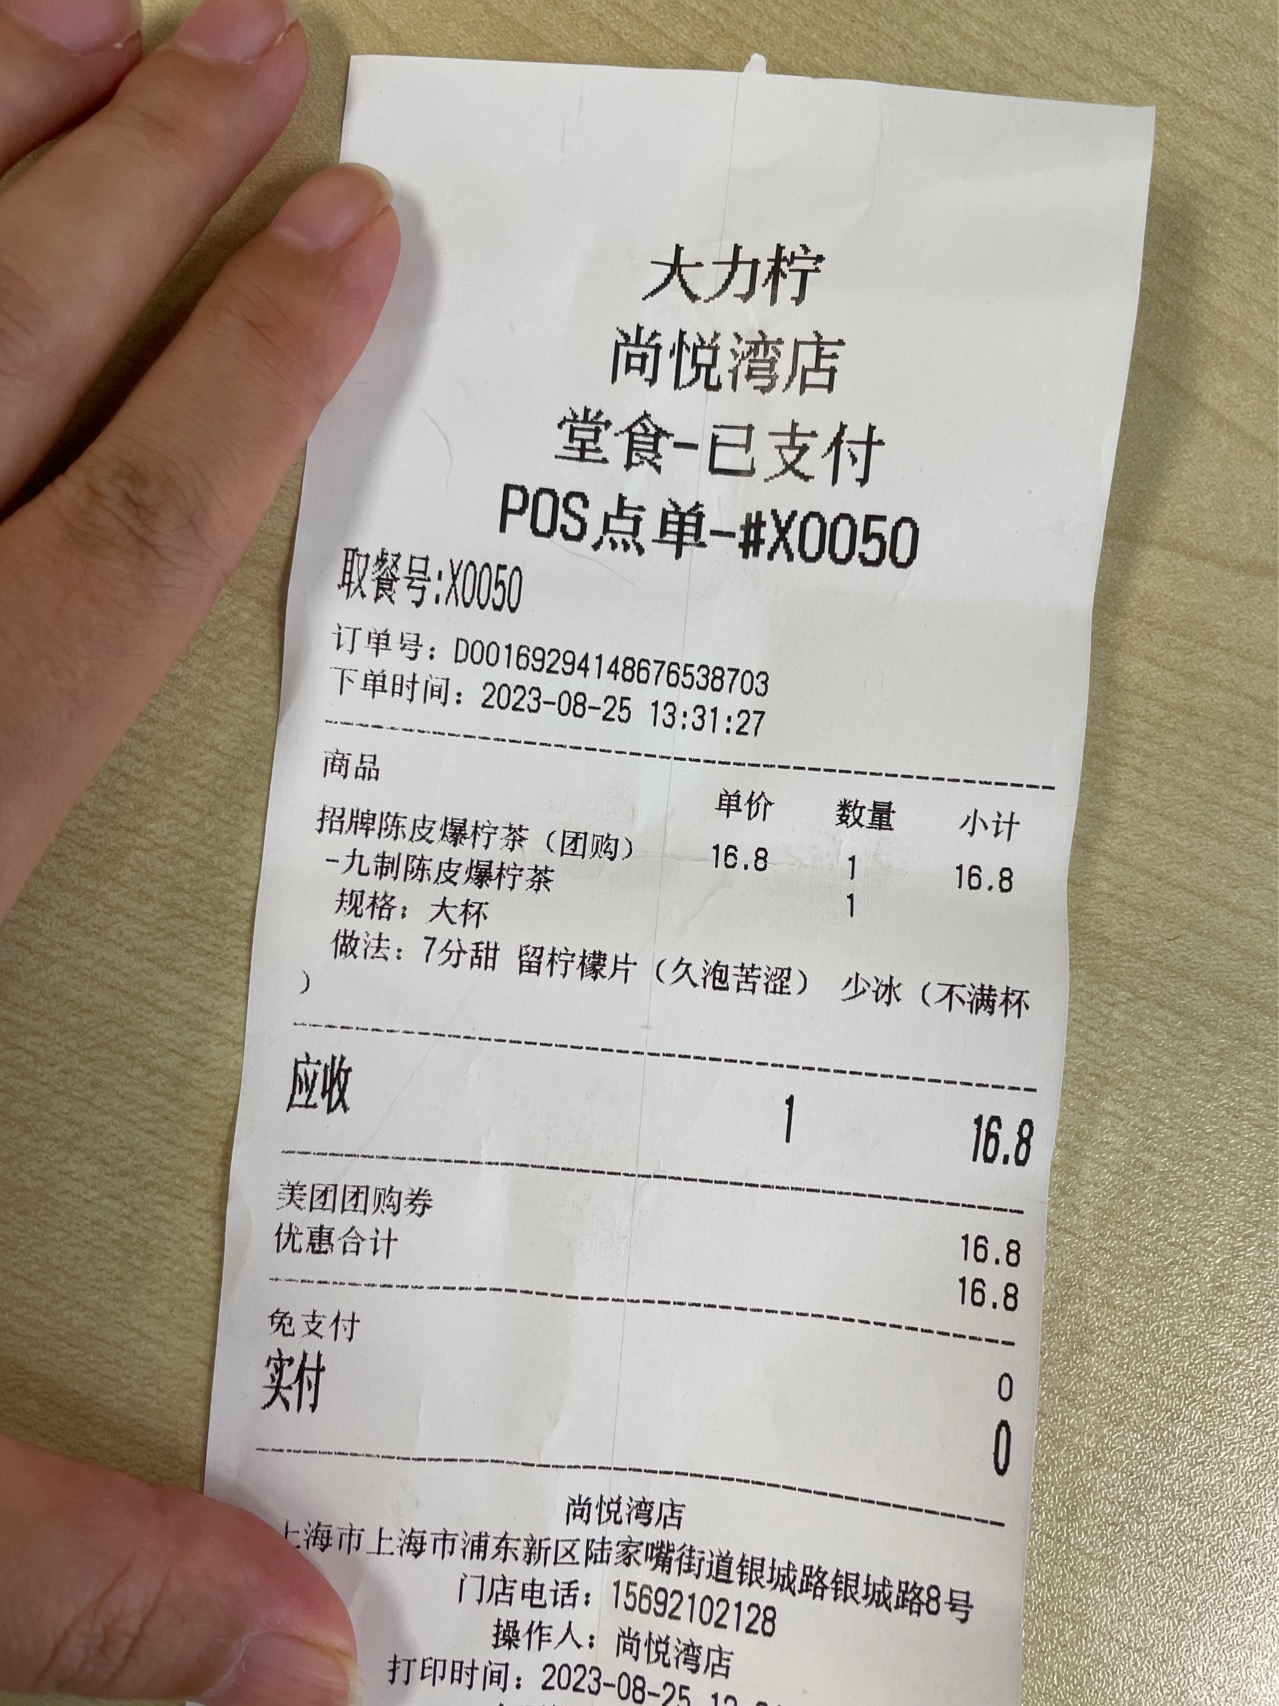 大力柠
尚悦湾店
堂食-已支付
POS点单-#X0050
取餐号:X0050
订单号：D00169294148676538703
下单时间：2023-08-25 13:31:27
商品 单价 数量 小计
招牌陈皮爆柠茶（团购） 16.8 1 16.8
-九制陈皮爆柠茶 1
规格：大杯
做法：7分甜 留柠檬片（久泡苦涩） 少冰（不满杯
）
应收 1 16.8
美团团购券 16.8
优惠合计 16.8
免支付 0
实付 0
尚悦湾店
上海市上海市浦东新区陆家嘴街道银城路银城路8号
门店电话：15692102128
操作人：尚悦湾店
打印时间：2023-08-25